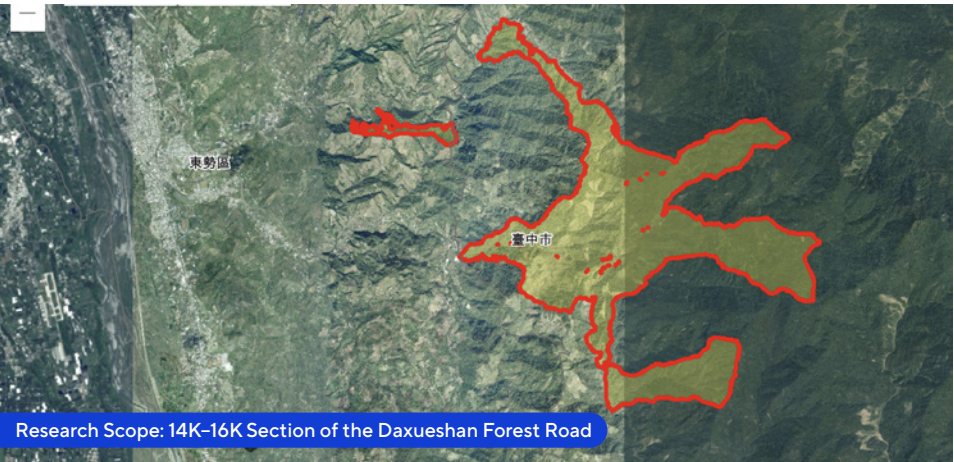 東勢區
臺中市
Research Scope: 14K–16K Section of the Daxueshan Forest Road